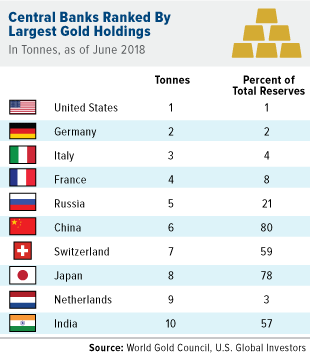 Central Banks Ranked By
Largest Gold Holdings
In Tonnes, as of June 2018
Tonnes Percent of
Total Reserves
United States 1 1
Germany 2 2
Italy 3 4
France 4 8
Russia 5 21
China 6 80
Switzerland 7 59
Japan 8 78
Netherlands 9 3
India 10 57
Source: World Gold Council, U.S. Global Investors